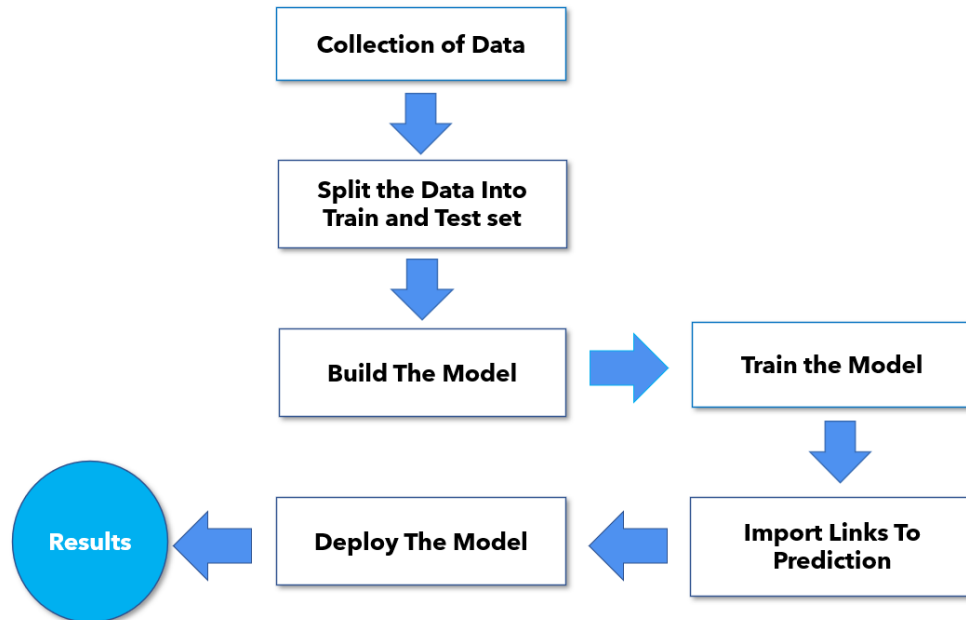 Collection of Data
Split the Data Into
Train and Test set
Build The Model
Train the Model
Import Links To
Prediction
Deploy The Model
Results